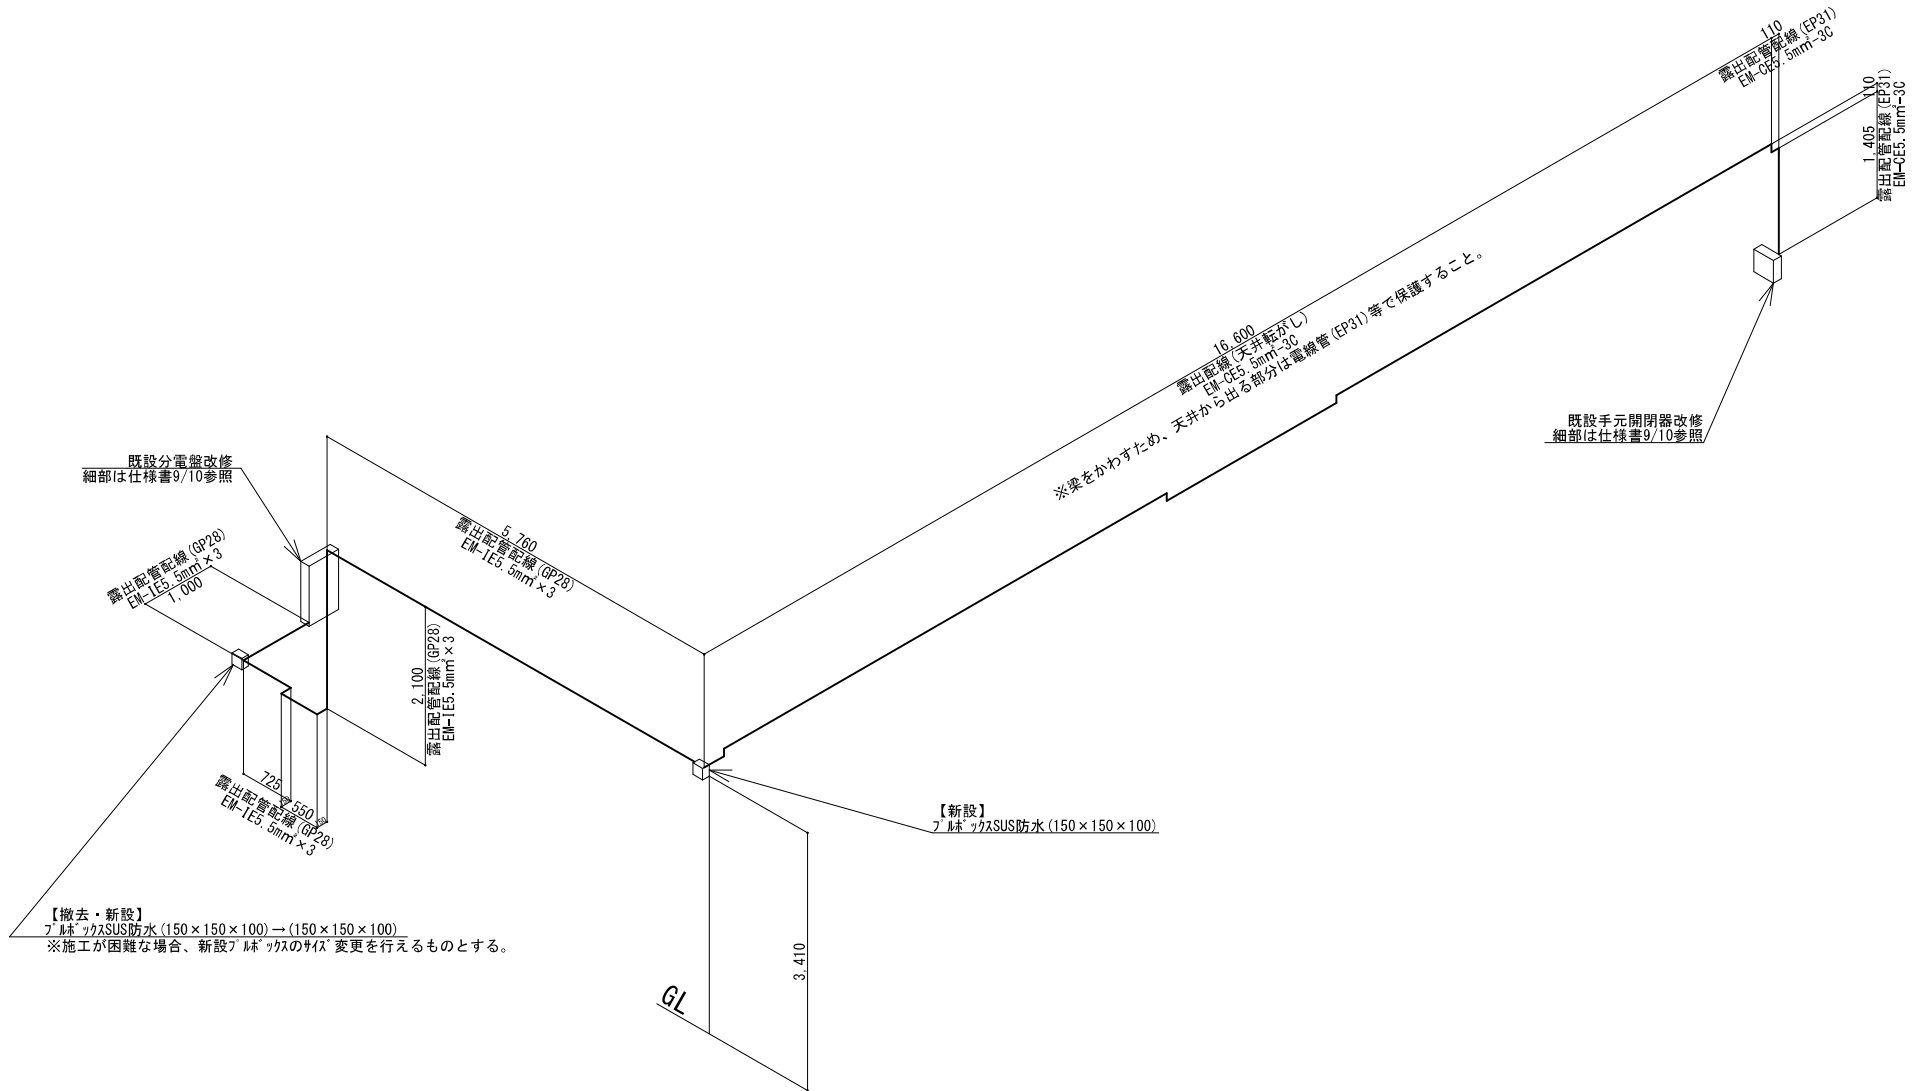 110
露出配管配線(EP31)
EM-CE5.5mm²-3C
110
1,405
露出配管配線(EP31)
EM-CE5.5mm²-3C
16,600
露出配線(天井転がし)
EM-CE5.5mm²-3C
※梁をかわすため、天井から出る部分は電線管(EP31)等で保護すること。
既設手元開閉器改修
細部は仕様書9/10参照
既設分電盤改修
細部は仕様書9/10参照
5,760
露出配管配線(GP28)
EM-IE5.5mm²×3
露出配管配線(GP28)
EM-IE5.5mm²×3
1,000
2,100
露出配管配線(GP28)
EM-IE5.5mm²×3
725
550
露出配管配線(GP28)
EM-IE5.5mm²×3
【新設】
プルボックスSUS防水(150×150×100)
【撤去・新設】
プルボックスSUS防水(150×150×100)→(150×150×100)
※施工が困難な場合、新設プルボックスのサイズ変更を行えるものとする。
3,410
GL